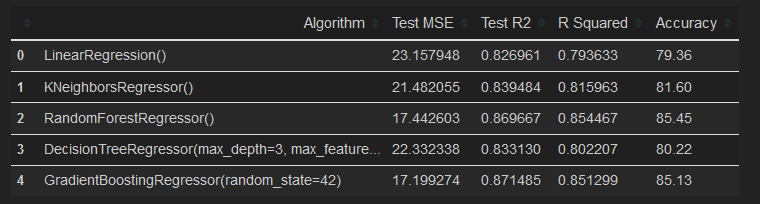 Algorithm Test MSE Test R2 R Squared Accuracy
0 LinearRegression() 23.157948 0.826961 0.793633 79.36
1 KNeighborsRegressor() 21.482055 0.839484 0.815963 81.60
2 RandomForestRegressor() 17.442603 0.869667 0.854467 85.45
3 DecisionTreeRegressor(max_depth=3, max_feature... 22.332338 0.833130 0.802207 80.22
4 GradientBoostingRegressor(random_state=42) 17.199274 0.871485 0.851299 85.13